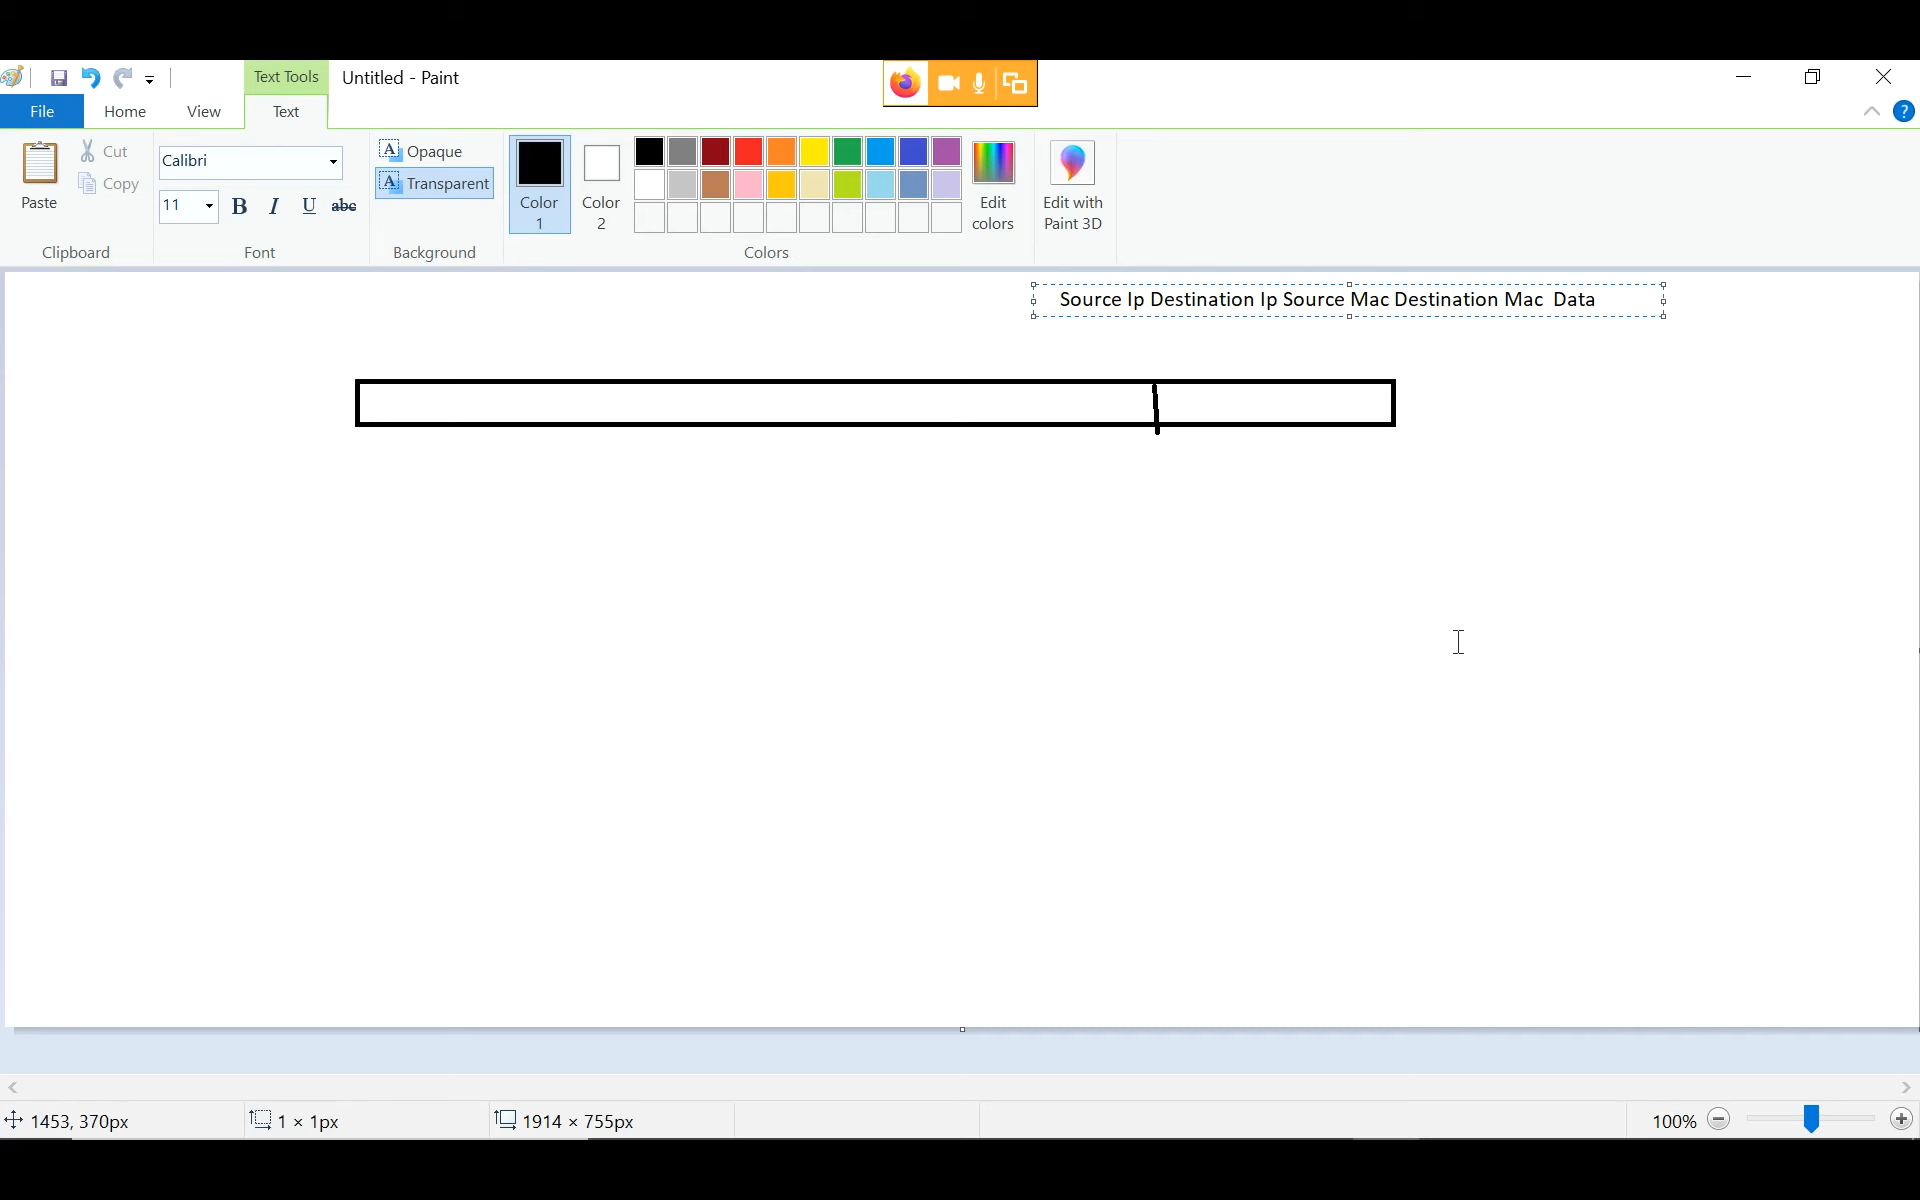 Text Tools
Untitled - Paint
File
Home
View
Text
Paste
Cut
Copy
Clipboard
Calibri
11
B
I
U
abc
Font
A Opaque
A Transparent
Background
Color
1
Color
2
Colors
Edit
colors
Edit with
Paint 3D
?
Source Ip Destination Ip Source Mac Destination Mac  Data
1453, 370px
1 × 1px
1914 × 755px
100%